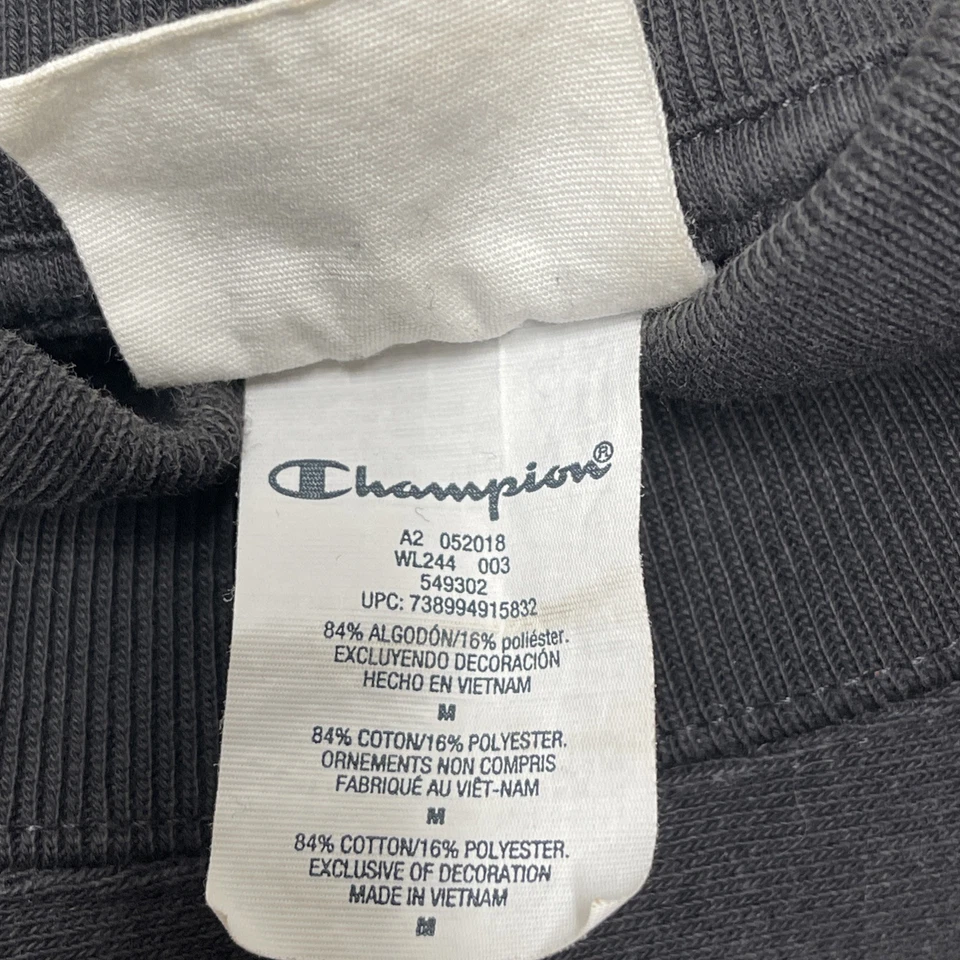 Champion®
A2 052018
WL244 003
549302
UPC: 738994915832
84% ALGODÓN/16% poliéster.
EXCLUYENDO DECORACIÓN
HECHO EN VIETNAM
M
84% COTON/16% POLYESTER.
ORNEMENTS NON COMPRIS
FABRIQUÉ AU VIÊT-NAM
M
84% COTTON/16% POLYESTER.
EXCLUSIVE OF DECORATION
MADE IN VIETNAM
M